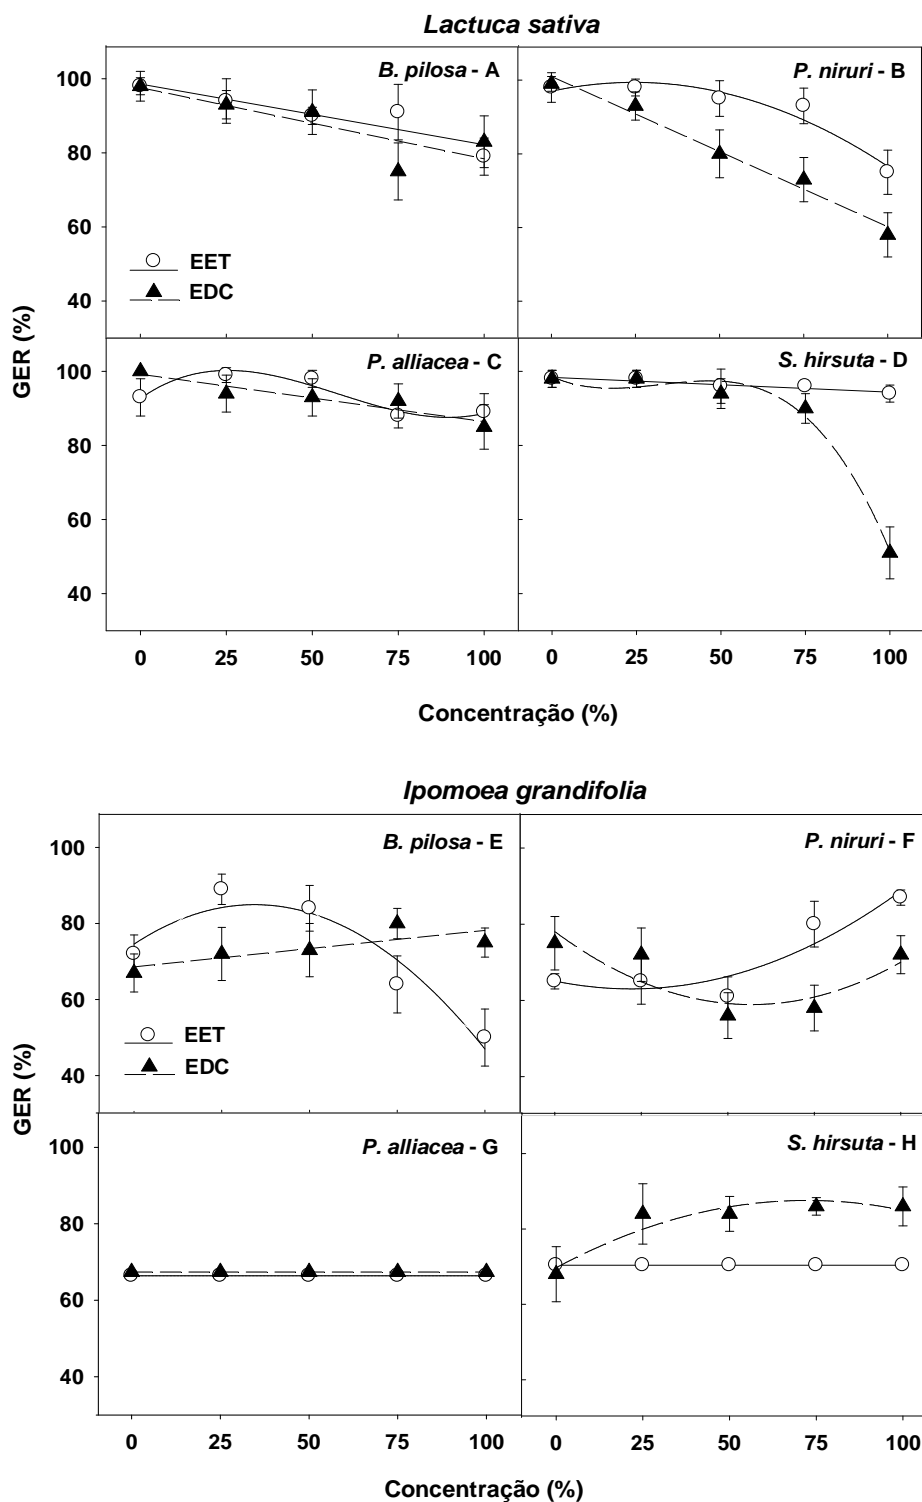 Lactuca sativa
B. pilosa - A
P. niruri - B
100
80
60
40
EET
EDC
GER (%)
P. alliacea - C
S. hirsuta - D
100
80
60
40
0 25 50 75 100 0 25 50 75 100
Concentração (%)
Ipomoea grandifolia
B. pilosa - E
P. niruri - F
100
80
60
40
EET
EDC
GER (%)
P. alliacea - G
S. hirsuta - H
100
80
60
40
0 25 50 75 100 0 25 50 75 100
Concentração (%)